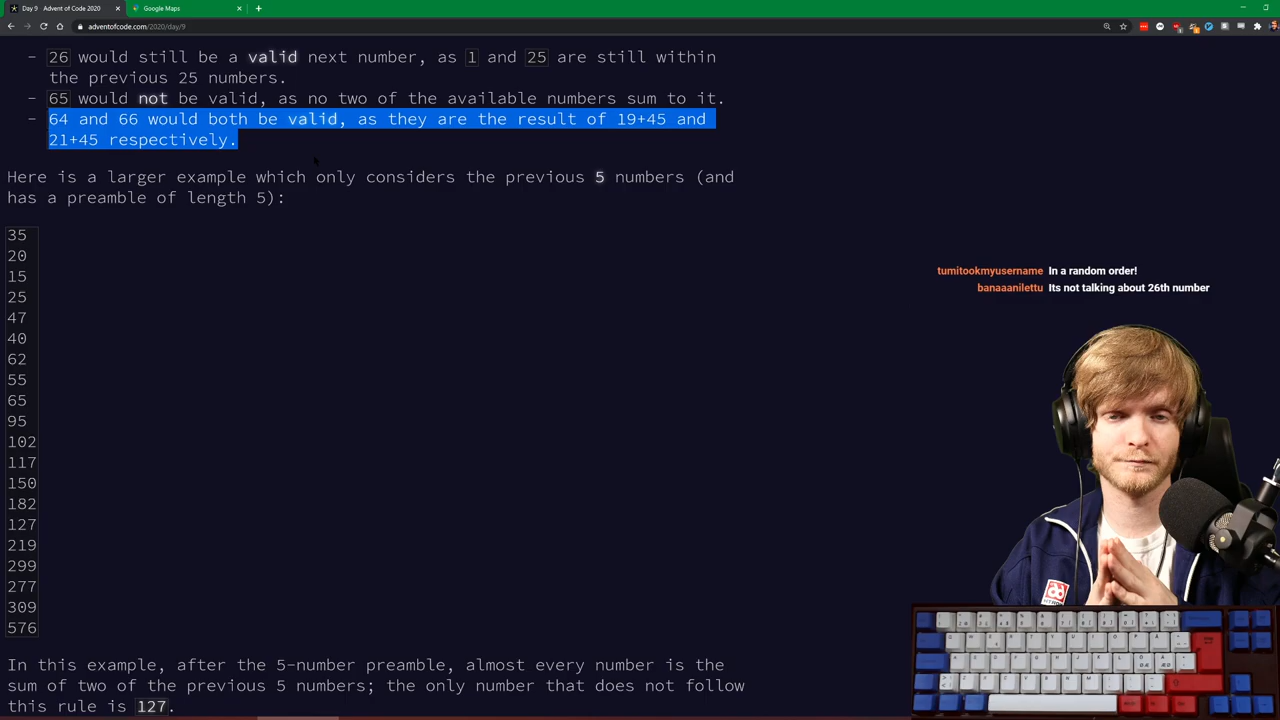 Day 9 - Advent of Code 2020
Google Maps
adventofcode.com/2020/day/9
- 26 would still be a valid next number, as 1 and 25 are still within
the previous 25 numbers.
- 65 would not be valid, as no two of the available numbers sum to it.
- 64 and 66 would both be valid, as they are the result of 19+45 and
21+45 respectively.
Here is a larger example which only considers the previous 5 numbers (and
has a preamble of length 5):
35
20
15
25
47
40
62
55
65
95
102
117
150
182
127
219
299
277
309
576
tumitookmyusername In a random order!
banaaanilettu Its not talking about 26th number
In this example, after the 5-number preamble, almost every number is the
sum of two of the previous 5 numbers; the only number that does not follow
this rule is 127.